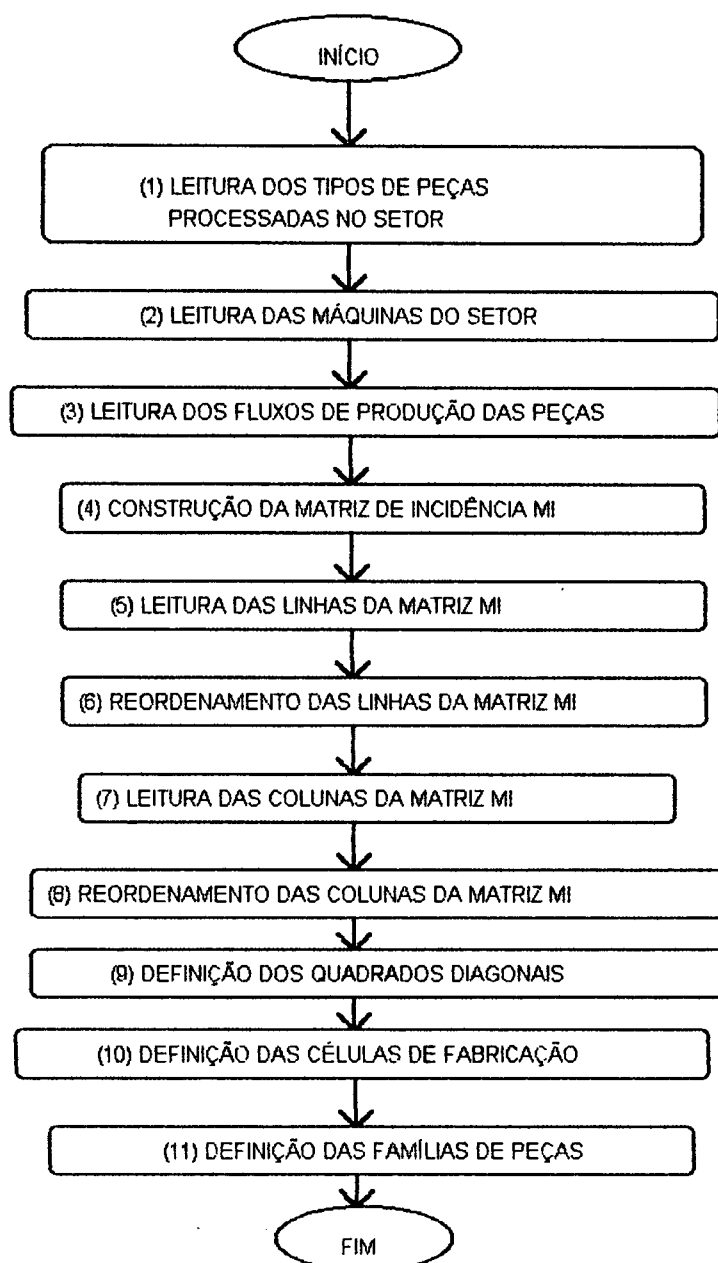 INÍCIO
(1) LEITURA DOS TIPOS DE PEÇAS
PROCESSADAS NO SETOR
(2) LEITURA DAS MÁQUINAS DO SETOR
(3) LEITURA DOS FLUXOS DE PRODUÇÃO DAS PEÇAS
(4) CONSTRUÇÃO DA MATRIZ DE INCIDÊNCIA MI
(5) LEITURA DAS LINHAS DA MATRIZ MI
(6) REORDENAMENTO DAS LINHAS DA MATRIZ MI
(7) LEITURA DAS COLUNAS DA MATRIZ MI
(8) REORDENAMENTO DAS COLUNAS DA MATRIZ MI
(9) DEFINIÇÃO DOS QUADRADOS DIAGONAIS
(10) DEFINIÇÃO DAS CÉLULAS DE FABRICAÇÃO
(11) DEFINIÇÃO DAS FAMÍLIAS DE PEÇAS
FIM